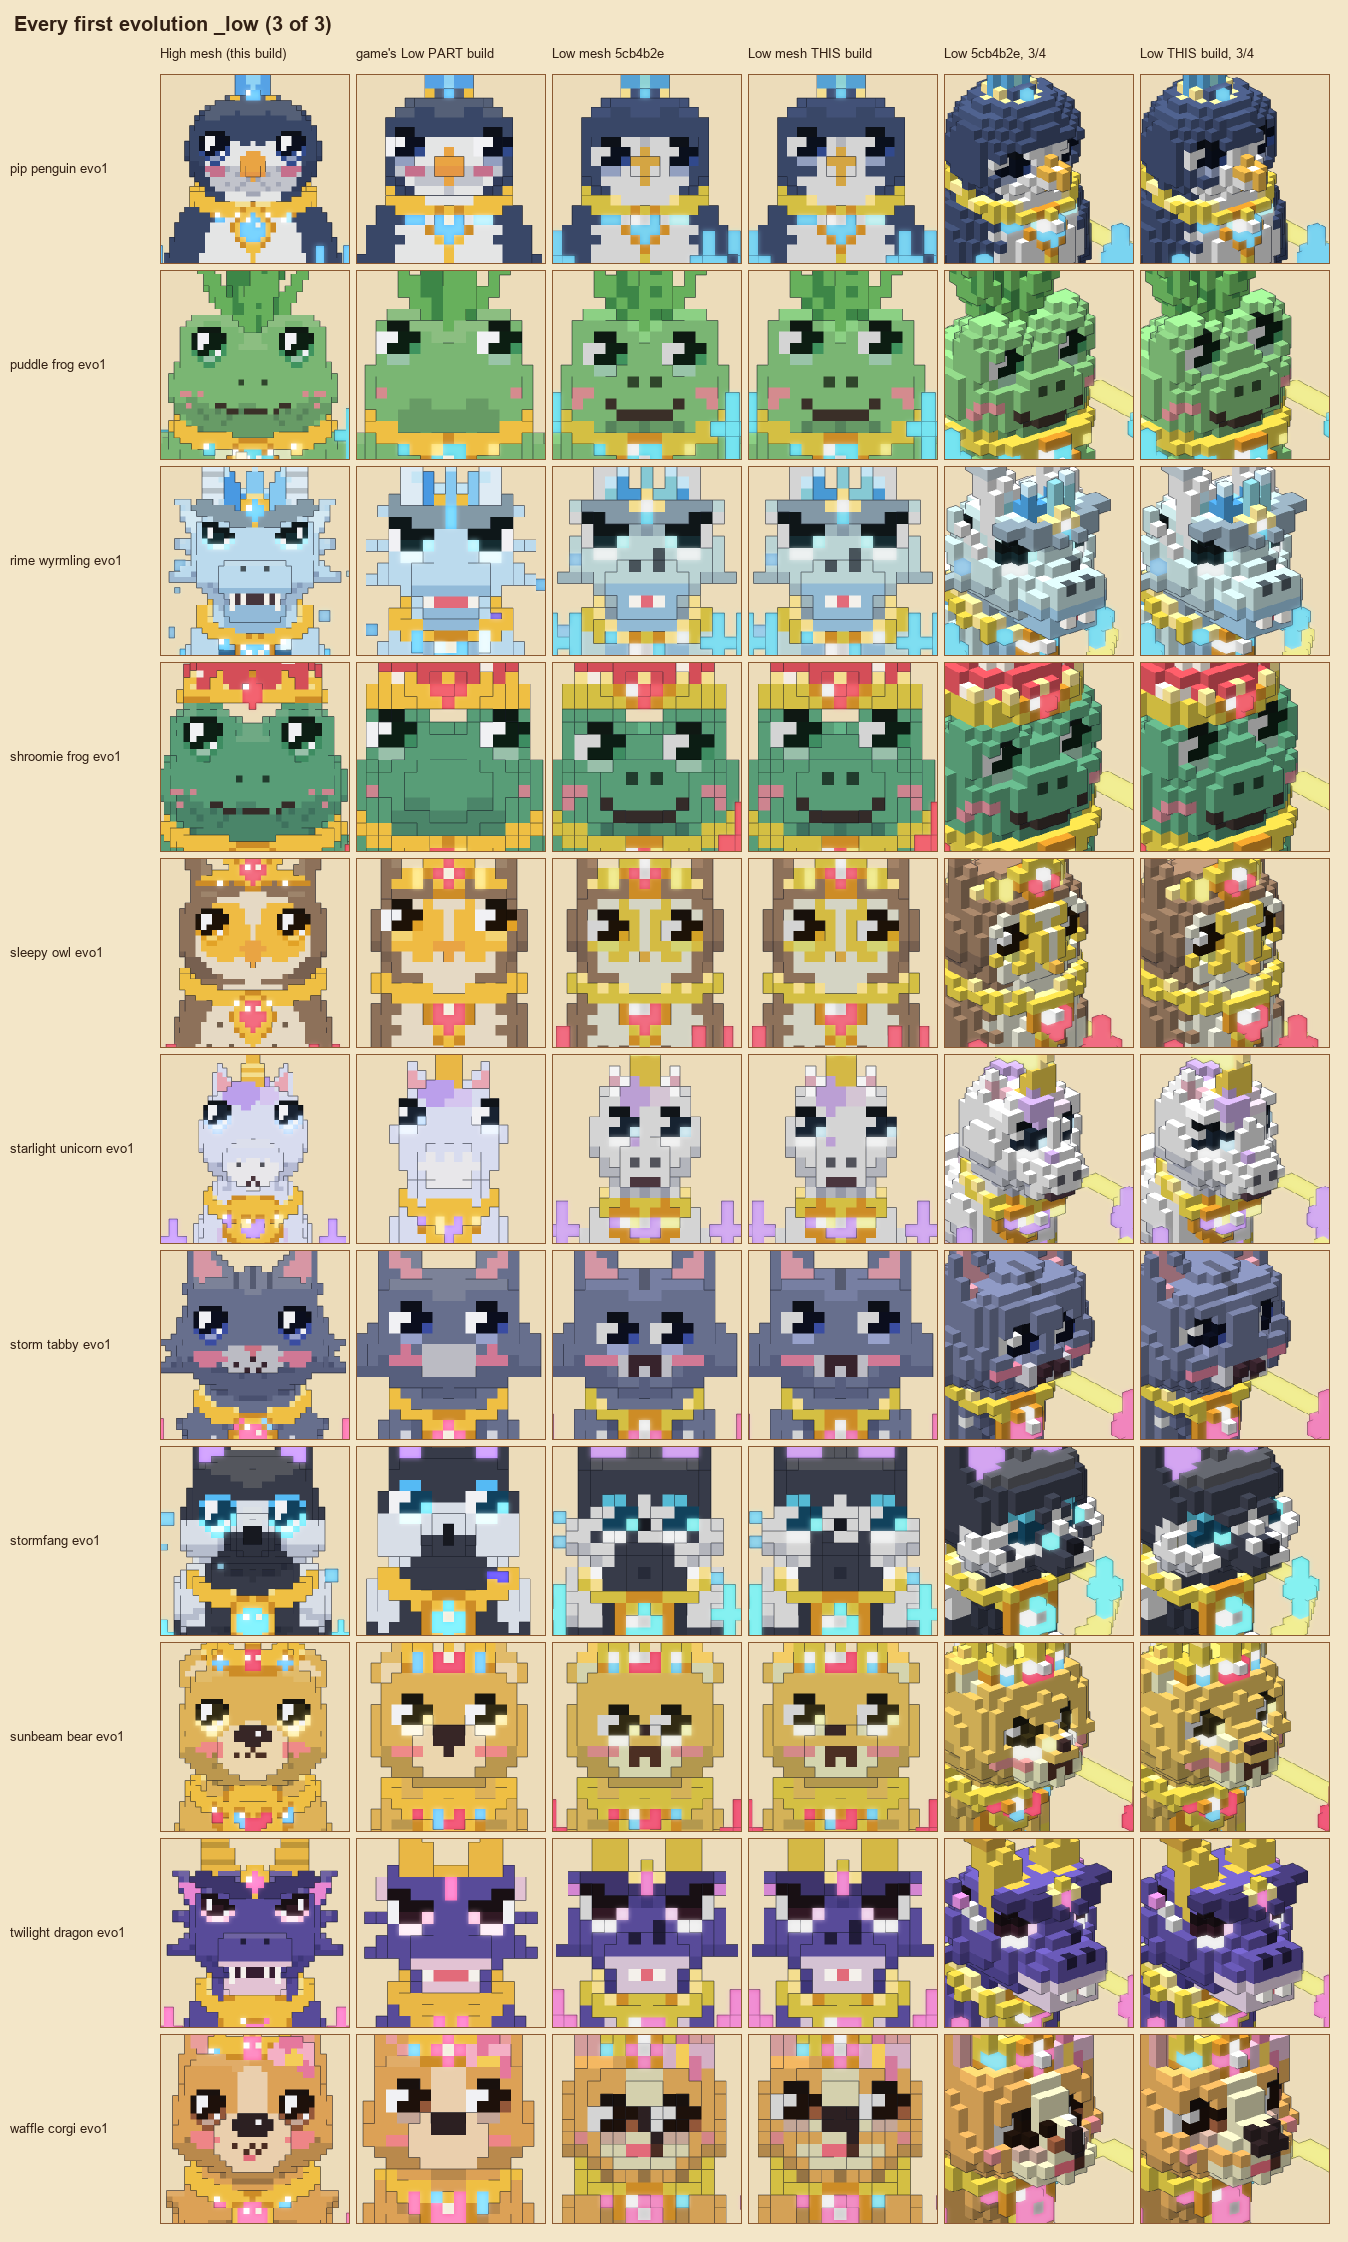 Every first evolution _low (3 of 3)
High mesh (this build) game's Low PART build Low mesh 5cb4b2e Low mesh THIS build Low 5cb4b2e, 3/4 Low THIS build, 3/4
pip penguin evo1
puddle frog evo1
rime wyrmling evo1
shroomie frog evo1
sleepy owl evo1
starlight unicorn evo1
storm tabby evo1
stormfang evo1
sunbeam bear evo1
twilight dragon evo1
waffle corgi evo1